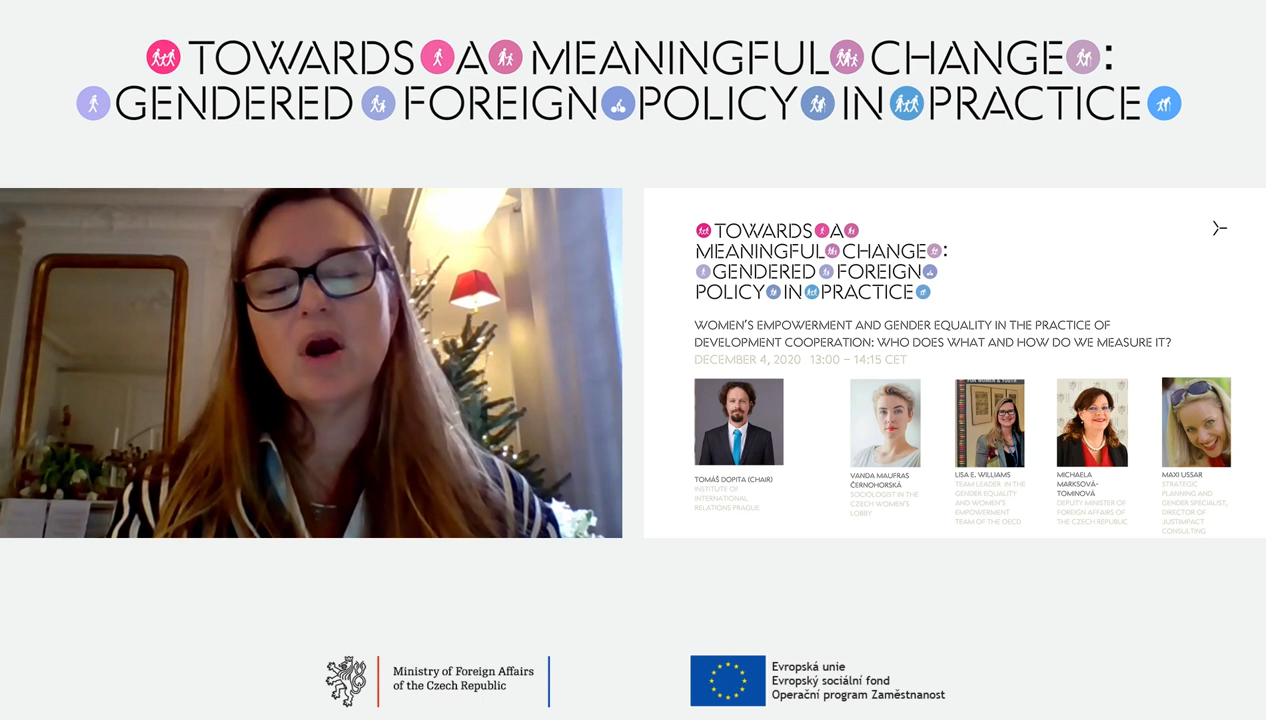 TOWARDS A MEANINGFUL CHANGE:
GENDERED FOREIGN POLICY IN PRACTICE
TOWARDS A
MEANINGFUL CHANGE:
GENDERED FOREIGN
POLICY IN PRACTICE
WOMEN'S EMPOWERMENT AND GENDER EQUALITY IN THE PRACTICE OF
DEVELOPMENT COOPERATION: WHO DOES WHAT AND HOW DO WE MEASURE IT?
DECEMBER 4, 2020 13:00 – 14:15 CET
FOR WOMEN & YOUTH
TOMÁŠ DOPITA (CHAIR)
INSTITUTE OF
INTERNATIONAL
RELATIONS PRAGUE
VANDA MAUFRAS
ČERNOHORSKÁ
SOCIOLOGIST IN THE
CZECH WOMEN'S
LOBBY
LISA E. WILLIAMS
TEAM LEADER IN THE
GENDER EQUALITY
AND WOMEN'S
EMPOWERMENT
TEAM OF THE OECD
MICHAELA
MARKSOVÁ-
TOMINOVÁ
DEPUTY MINISTER OF
FOREIGN AFFAIRS OF
THE CZECH REPUBLIC
MAXI USSAR
STRATEGIC
PLANNING AND
GENDER SPECIALIST,
DIRECTOR OF
JUSTIMPACT
CONSULTING
Ministry of Foreign Affairs
of the Czech Republic
Evropská unie
Evropský sociální fond
Operační program Zaměstnanost